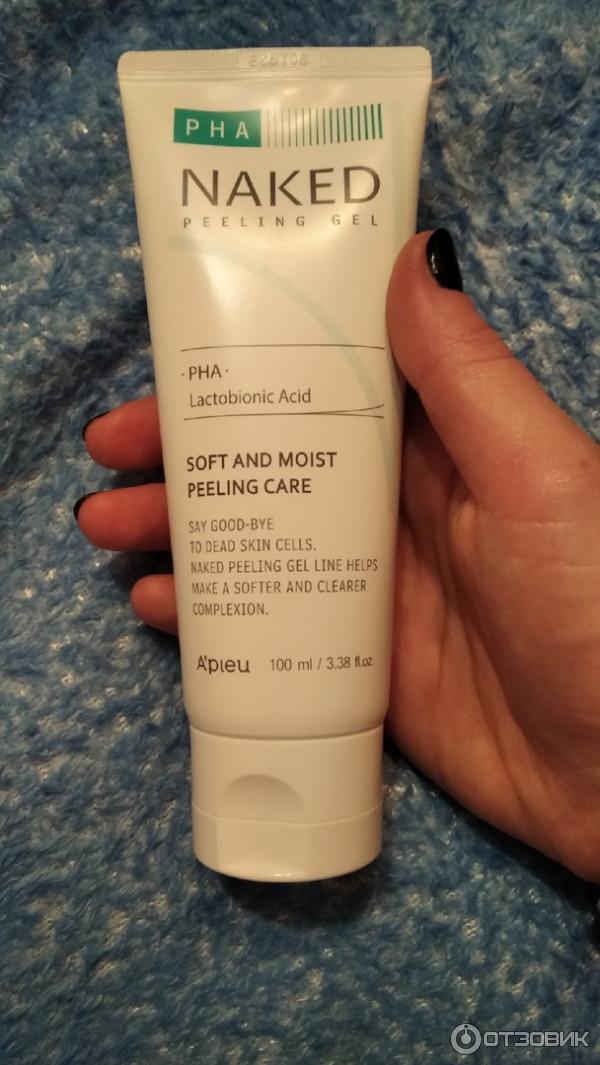 PHA
NAKED
PEELING GEL
· PHA ·
Lactobionic Acid
SOFT AND MOIST
PEELING CARE
SAY GOOD-BYE
TO DEAD SKIN CELLS.
NAKED PEELING GEL LINE HELPS
MAKE A SOFTER AND CLEARER
COMPLEXION.
A'pieu 100 ml / 3.38 fl.oz.
ОТЗОВИК